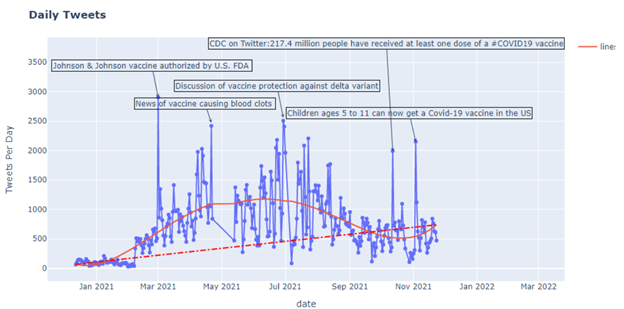 Daily Tweets
CDC on Twitter:217.4 million people have received at least one dose of a #COVID19 vaccine
lines
Johnson & Johnson vaccine authorized by U.S. FDA
Discussion of vaccine protection against delta variant
News of vaccine causing blood clots
Children ages 5 to 11 can now get a Covid-19 vaccine in the US
Tweets Per Day
3500
3000
2500
2000
1500
1000
500
0
Jan 2021 Mar 2021 May 2021 Jul 2021 Sep 2021 Nov 2021 Jan 2022 Mar 2022
date